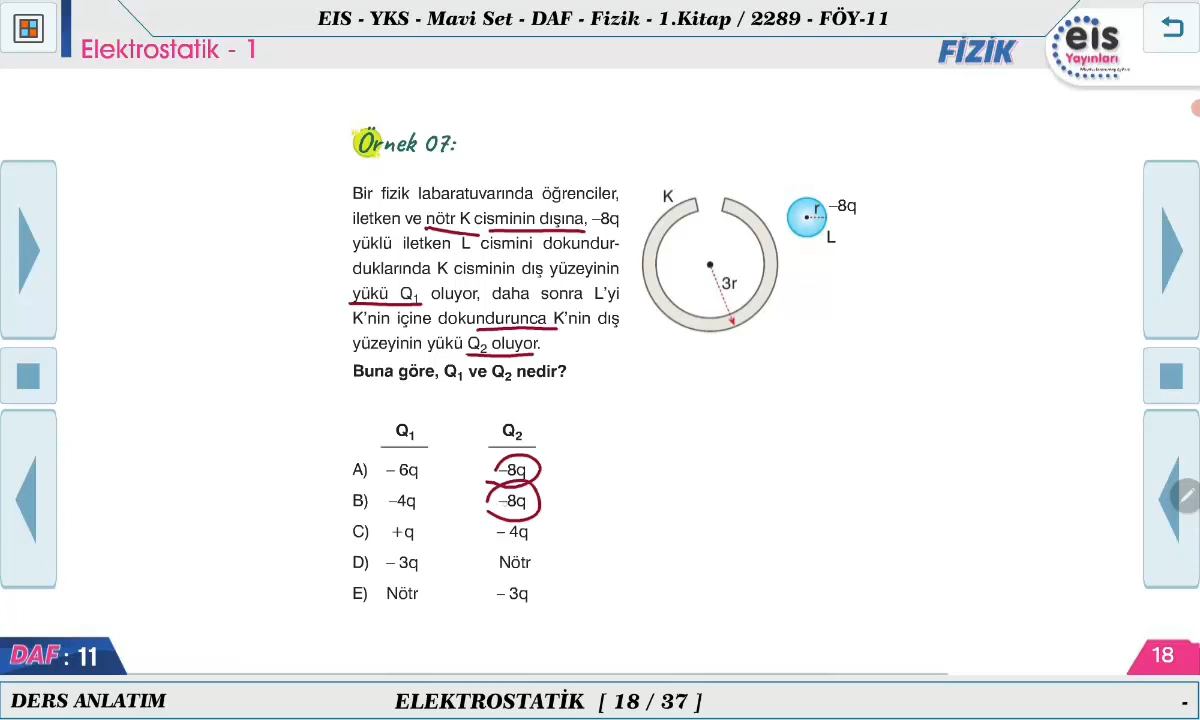 EIS - YKS - Mavi Set - DAF - Fizik - 1.Kitap / 2289 - FÖY-11
Elektrostatik - 1
FİZİK
eis
Yayınları
Örnek 07:
Bir fizik labaratuvarında öğrenciler,
iletken ve nötr K cisminin dışına, –8q
yüklü iletken L cismini dokundur-
duklarında K cisminin dış yüzeyinin
yükü Q1 oluyor, daha sonra L'yi
K'nin içine dokundurunca K'nin dış
yüzeyinin yükü Q2 oluyor.
Buna göre, Q1 ve Q2 nedir?
K
r
–8q
L
3r
Q1 Q2
A) – 6q –8q
B) –4q –8q
C) +q – 4q
D) – 3q Nötr
E) Nötr – 3q
DAF : 11
18
DERS ANLATIM
ELEKTROSTATİK [ 18 / 37 ]
-